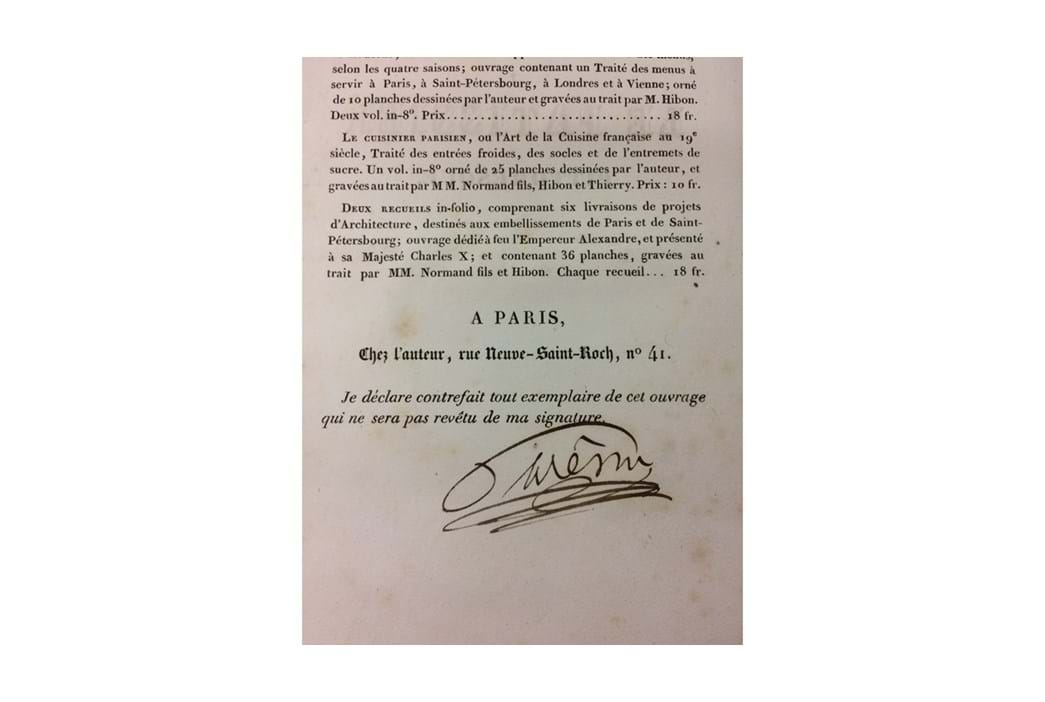 selon les quatre saisons; ouvrage contenant un Traité des menus à
servir à Paris, à Saint-Pétersbourg, à Londres et à Vienne; orné
de 10 planches dessinées par l'auteur et gravées au trait par M. Hibon.
Deux vol. in-8°. Prix................................ 18 fr.
LE CUISINIER PARISIEN, ou l'Art de la Cuisine française au 19e
siècle, Traité des entrées froides, des socles et de l'entremets de
sucre. Un vol. in-8° orné de 25 planches dessinées par l'auteur, et
gravées au trait par M M. Normand fils, Hibon et Thierry. Prix : 10 fr.
DEUX RECUEILS in-folio, comprenant six livraisons de projets
d'Architecture, destinés aux embellissements de Paris et de Saint-
Pétersbourg; ouvrage dédié à feu l'Empereur Alexandre, et présenté
à sa Majesté Charles X; et contenant 36 planches, gravées au
trait par MM. Normand fils et Hibon. Chaque recueil... 18 fr.
A PARIS,
Chez l'auteur, rue Neuve-Saint-Roch, n° 41.
Je déclare contrefait tout exemplaire de cet ouvrage
qui ne sera pas revêtu de ma signature.
Carême